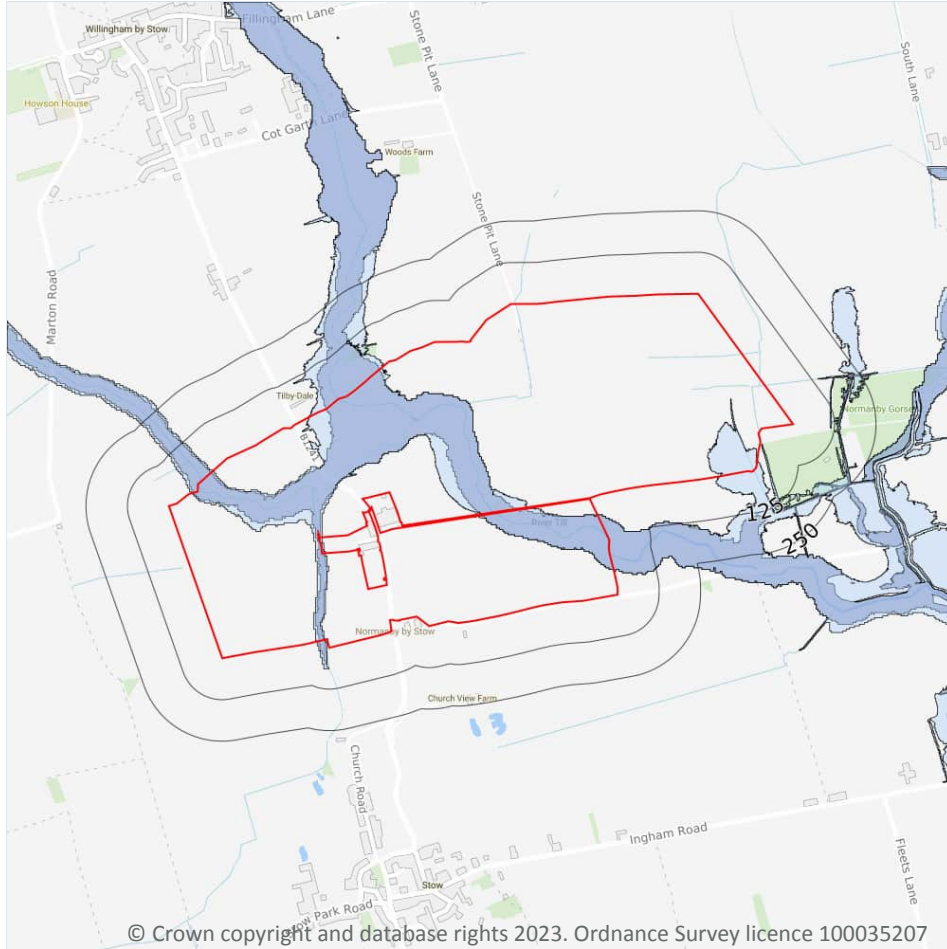 Fillingham Lane
Willingham by Stow
Stone Pit Lane
South Lane
Howson House
Cot Garth Lane
Woods Farm
Stone Pit Lane
Marton Road
Tilby-Dale
B1241
Normanby Gorse
125
River Till
250
Normanby by Stow
Church View Farm
Church Road
Ingham Road
Fleets Lane
Stow
Stow Park Road
© Crown copyright and database rights 2023. Ordnance Survey licence 100035207